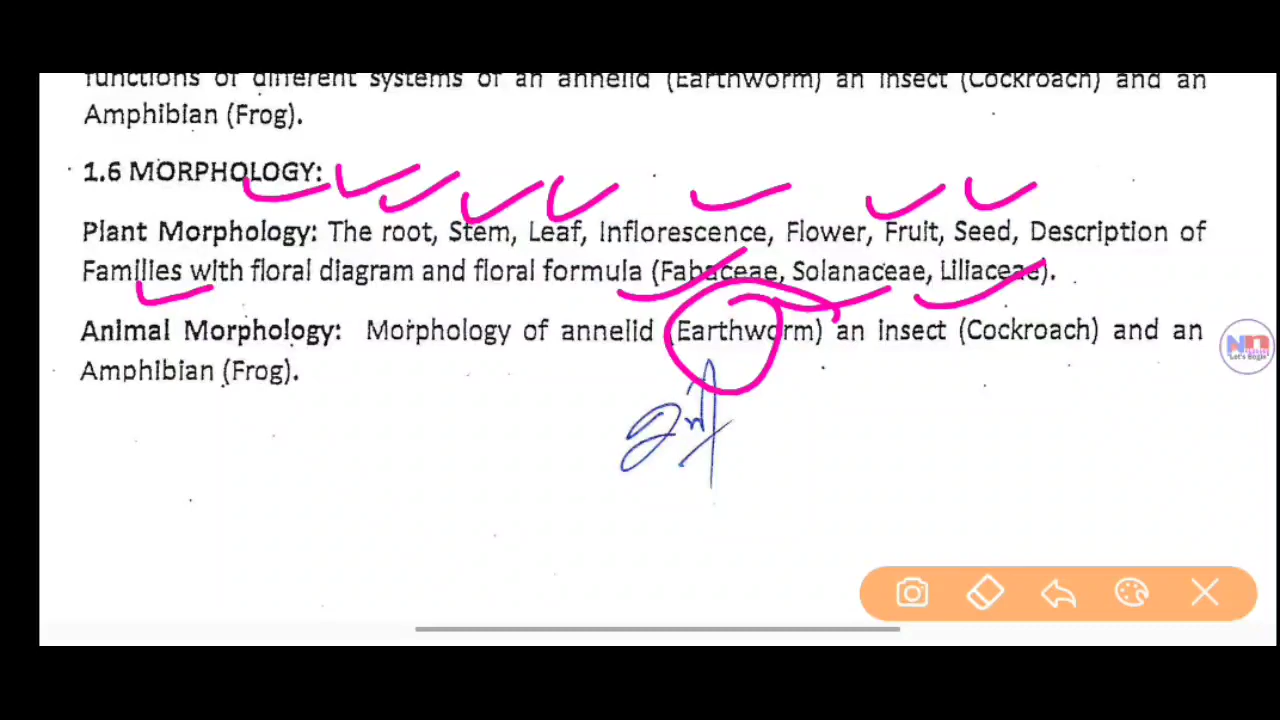 functions of different systems of an annelid (Earthworm) an insect (Cockroach) and an
Amphibian (Frog).
1.6 MORPHOLOGY:
Plant Morphology: The root, Stem, Leaf, Inflorescence, Flower, Fruit, Seed, Description of
Families with floral diagram and floral formula (Fabaceae, Solanaceae, Liliaceae).
Animal Morphology: Morphology of annelid (Earthworm) an insect (Cockroach) and an
Amphibian (Frog).